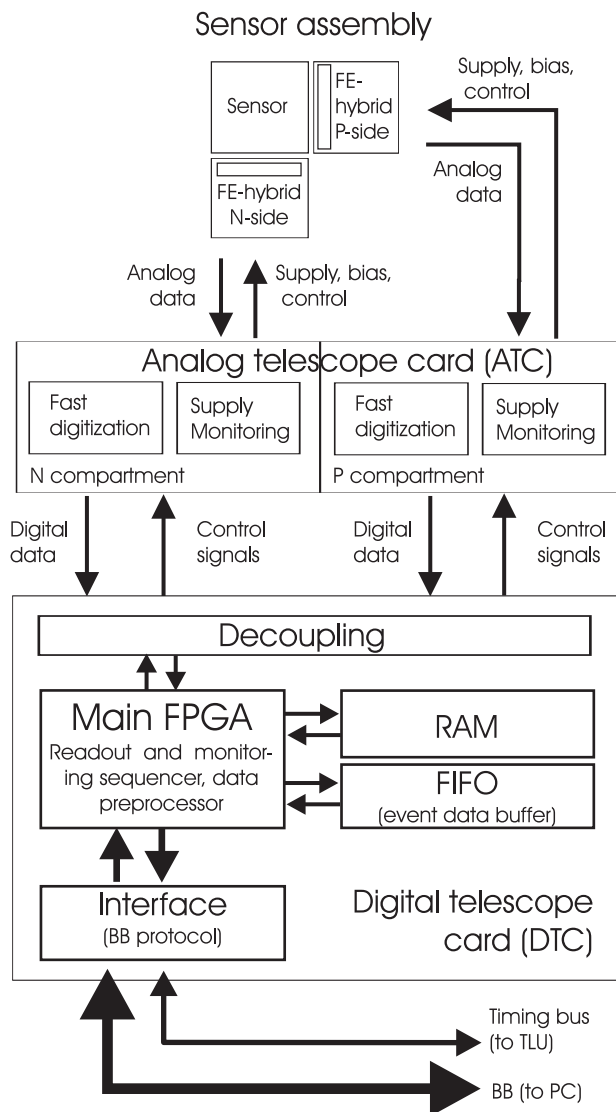 Sensor assembly
Sensor
FE-
hybrid
P-side
FE-hybrid
N-side
Supply, bias,
control
Analog
data
Analog
data
Supply, bias,
control
Analog telescope card (ATC)
Fast
digitization
Supply
Monitoring
N compartment
Fast
digitization
Supply
Monitoring
P compartment
Digital
data
Control
signals
Digital
data
Control
signals
Decoupling
Main FPGA
Readout and monitor-
ing sequencer, data
preprocessor
RAM
FIFO
(event data buffer)
Interface
(BB protocol)
Digital telescope
card (DTC)
Timing bus
(to TLU)
BB (to PC)